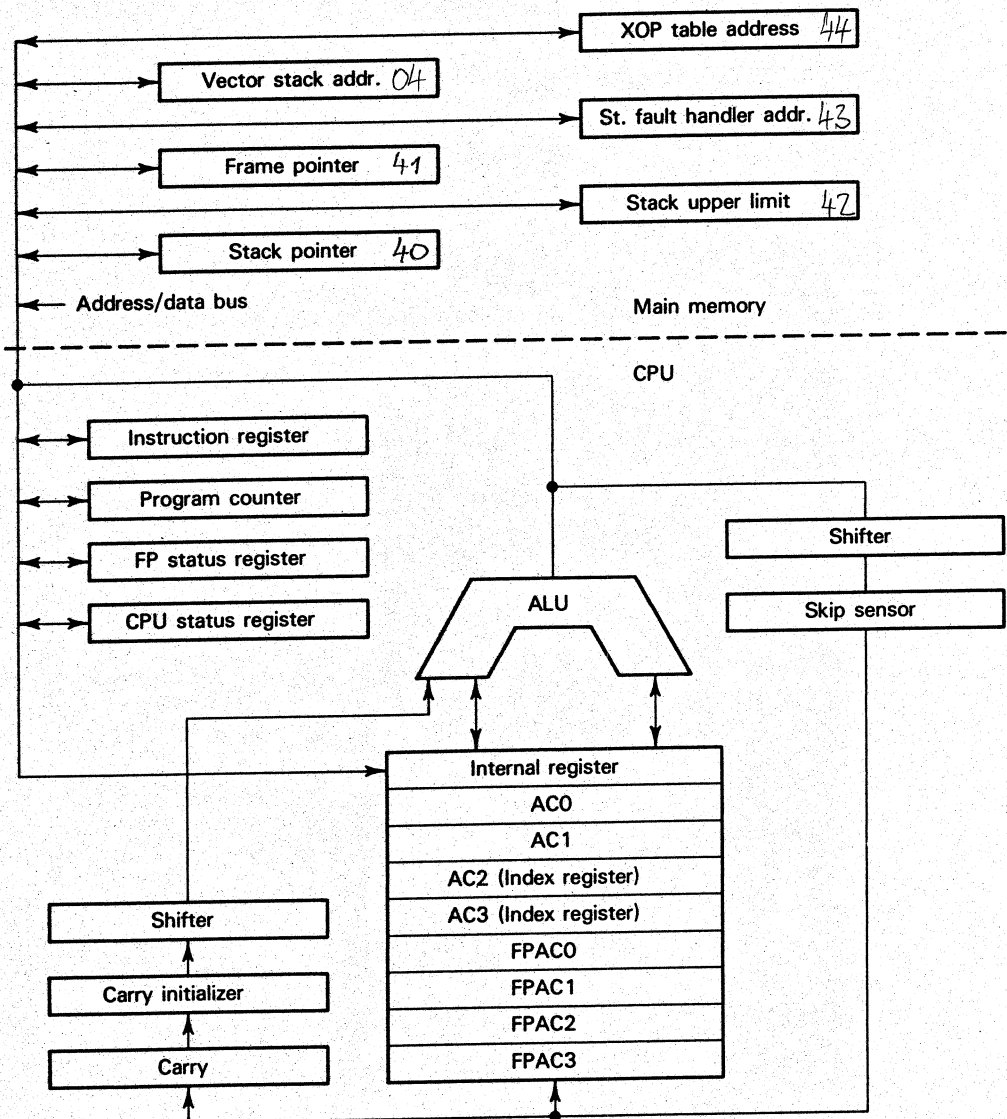 XOP table address 44
Vector stack addr. 04
St. fault handler addr. 43
Frame pointer 41
Stack upper limit 42
Stack pointer 40
Address/data bus
Main memory
CPU
Instruction register
Program counter
FP status register
CPU status register
ALU
Shifter
Skip sensor
Internal register
AC0
AC1
AC2 (Index register)
AC3 (Index register)
FPAC0
FPAC1
FPAC2
FPAC3
Shifter
Carry initializer
Carry